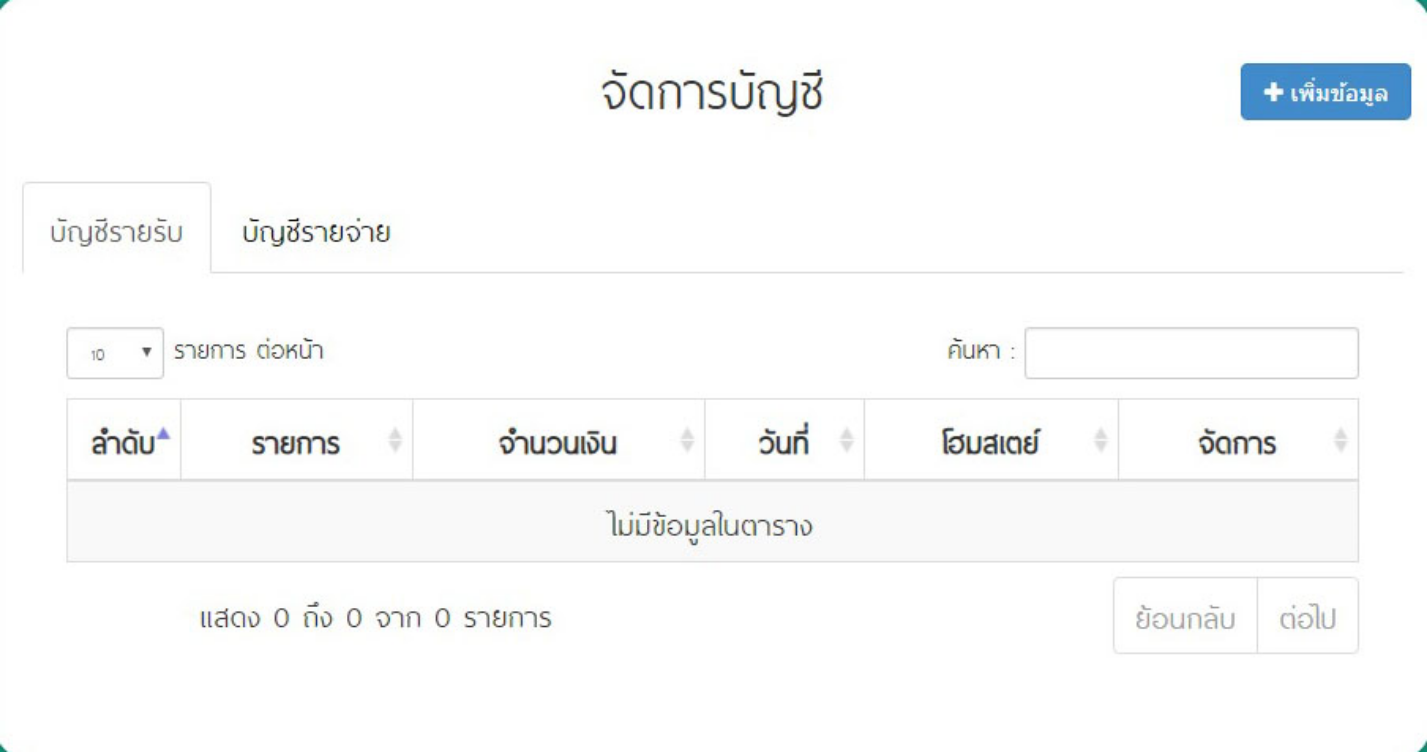 จัดการบัญชี
เพิ่มข้อมูล
บัญชีรายรับ บัญชีรายจ่าย
10 รายการ ต่อหน้า ค้นหา :
ลำดับ รายการ จำนวนเงิน วันที่ โฮมสเตย์ จัดการ
ไม่มีข้อมูลในตาราง
แสดง 0 ถึง 0 จาก 0 รายการ ย้อนกลับ ต่อไป